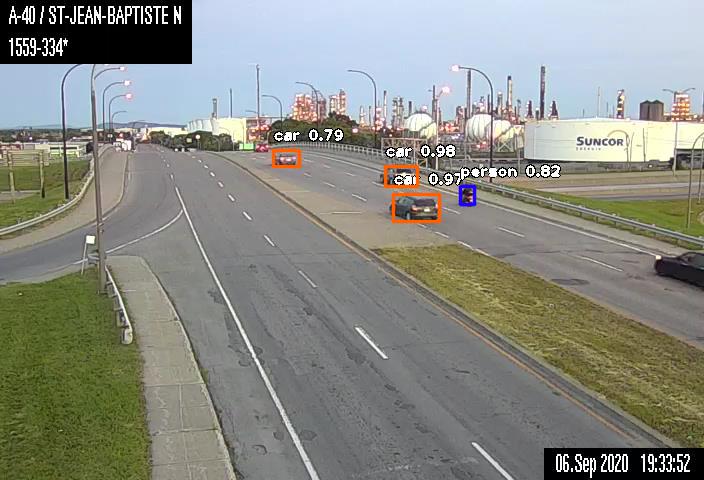 A-40 / ST-JEAN-BAPTISTE N
1559-334*
car 0.79
car 0.98
car 0.97
person 0.82
SUNCOR
06.Sep 2020 19:33:52